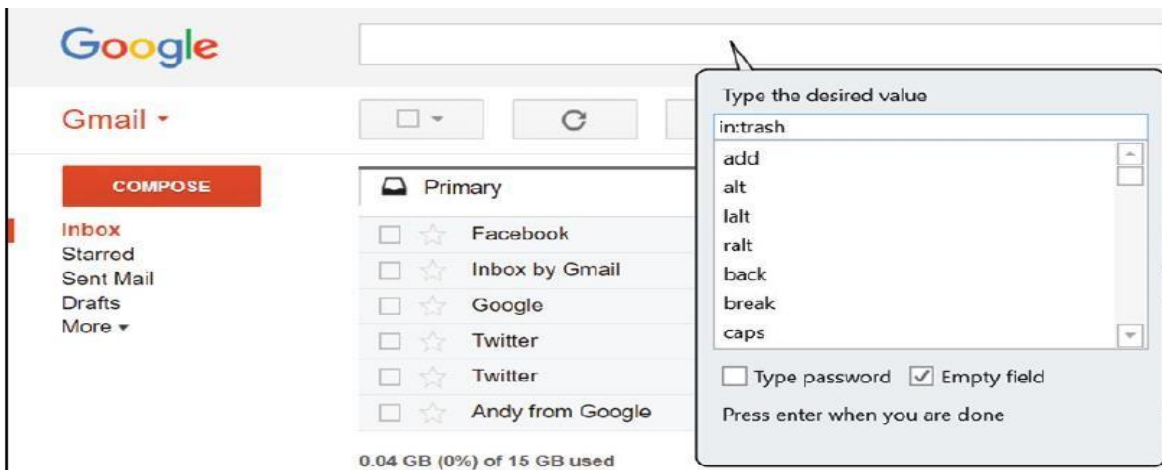 Google
Gmail
COMPOSE
Inbox
Starred
Sent Mail
Drafts
More
Primary
Facebook
Inbox by Gmail
Google
Twitter
Twitter
Andy from Google
0.04 GB (0%) of 15 GB used
Type the desired value
in:trash
add
alt
lalt
ralt
back
break
caps
Type password Empty field
Press enter when you are done